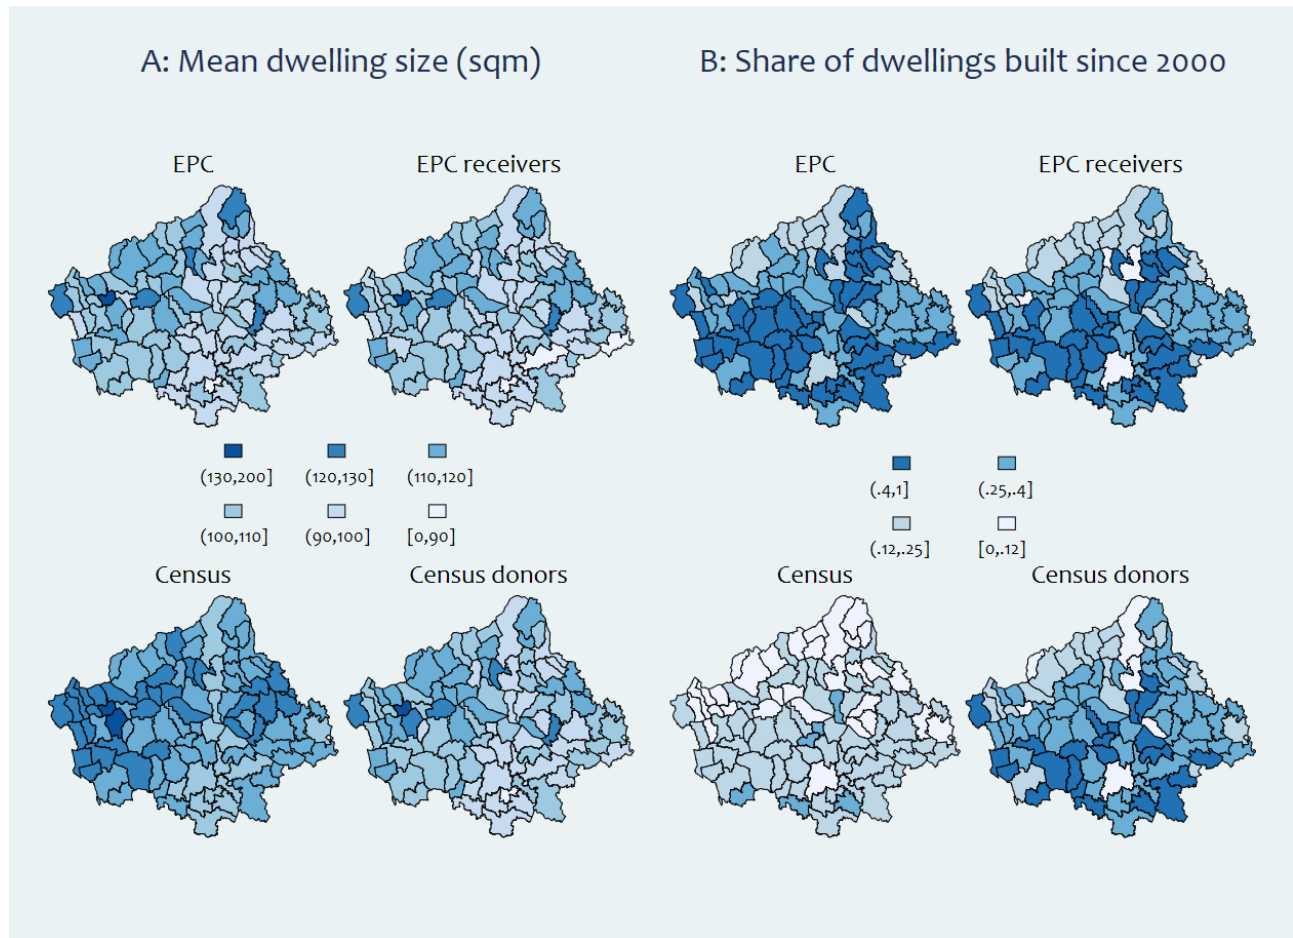 A: Mean dwelling size (sqm)
B: Share of dwellings built since 2000
EPC
EPC receivers
EPC
EPC receivers
(130,200]
(120,130]
(110,120]
(100,110]
(90,100]
[0,90]
(.4,1]
(.25,.4]
(.12,.25]
[0,.12]
Census
Census donors
Census
Census donors